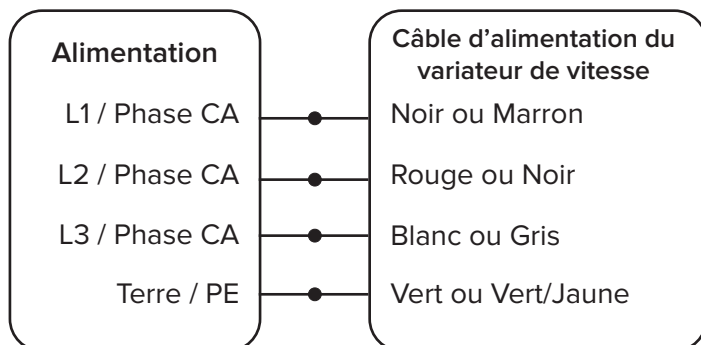 Alimentation
L1 / Phase CA
L2 / Phase CA
L3 / Phase CA
Terre / PE
Câble d’alimentation du
variateur de vitesse
Noir ou Marron
Rouge ou Noir
Blanc ou Gris
Vert ou Vert/Jaune